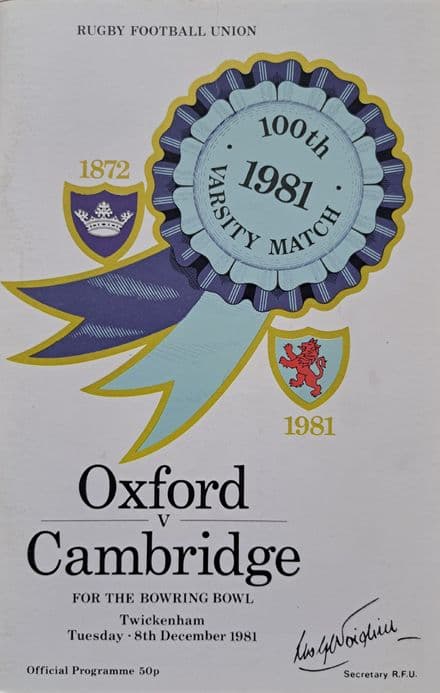 RUGBY FOOTBALL UNION
100th
1981
· VARSITY MATCH ·
1872
1981
Oxford
v
Cambridge
FOR THE BOWRING BOWL
Twickenham
Tuesday · 8th December 1981
Official Programme 50p
Secretary R.F.U.